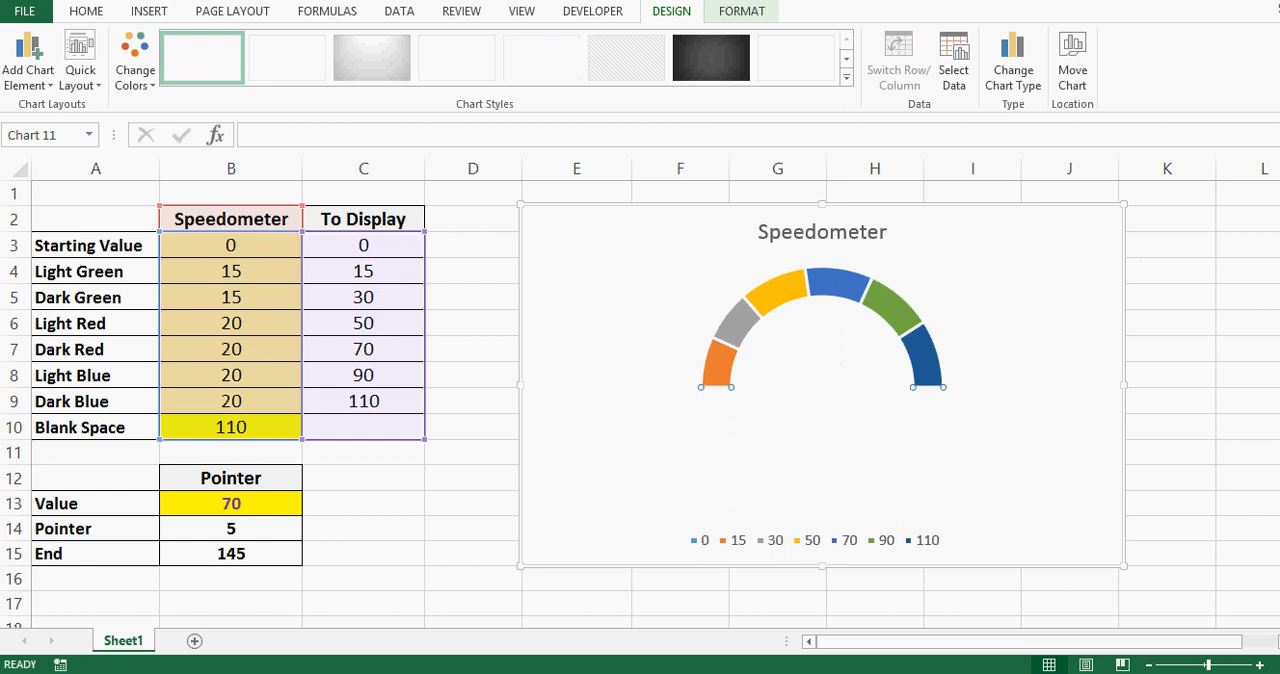 FILE HOME INSERT PAGE LAYOUT FORMULAS DATA REVIEW VIEW DEVELOPER DESIGN FORMAT
Add Chart Element
Quick Layout
Change Colors
Switch Row/ Column
Select Data
Change Chart Type
Move Chart
Chart Layouts Chart Styles Data Type Location
Chart 11 fx
A B C D E F G H I J K L
1
2 Speedometer To Display
3 Starting Value 0 0
4 Light Green 15 15
5 Dark Green 15 30
6 Light Red 20 50
7 Dark Red 20 70
8 Light Blue 20 90
9 Dark Blue 20 110
10 Blank Space 110
11
12 Pointer
13 Value 70
14 Pointer 5
15 End 145
16
17
18
Speedometer
0 15 30 50 70 90 110
Sheet1
READY